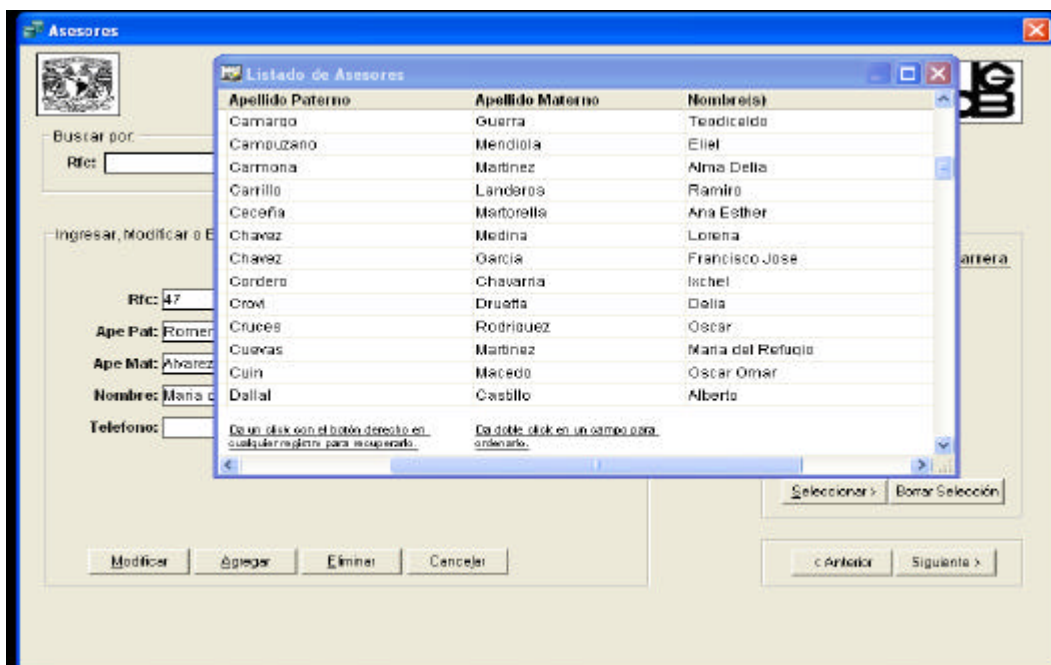 Asesores
Listado de Asesores
Apellido Paterno Apellido Materno Nombre(s)
Camargo Guerra Teodiceldo
Campuzano Mendiola Eliel
Carmona Martinez Alma Delia
Carrillo Landeros Ramiro
Ceceña Martorella Ana Esther
Chavez Medina Lorena
Chavez Garcia Francisco Jose
Cordero Chavarria Ixchel
Crovi Druetta Delia
Cruces Rodriguez Oscar
Cuevas Martinez Maria del Refugio
Cuin Macedo Oscar Omar
Dallal Castillo Alberto
Da un click con el botón derecho en
cualquier registro para recuperarlo.
Da doble click en un campo para
ordenarlo.
Buscar por:
Rfc:
Ingresar, Modificar o E
arrera
Rfc: 47
Ape Pat: Romer
Ape Mat: Alvarez
Nombre: Maria
Telefono:
Seleccionar > Borrar Selección
Modificar Agregar Eliminar Cancelar
< Anterior Siguiente >